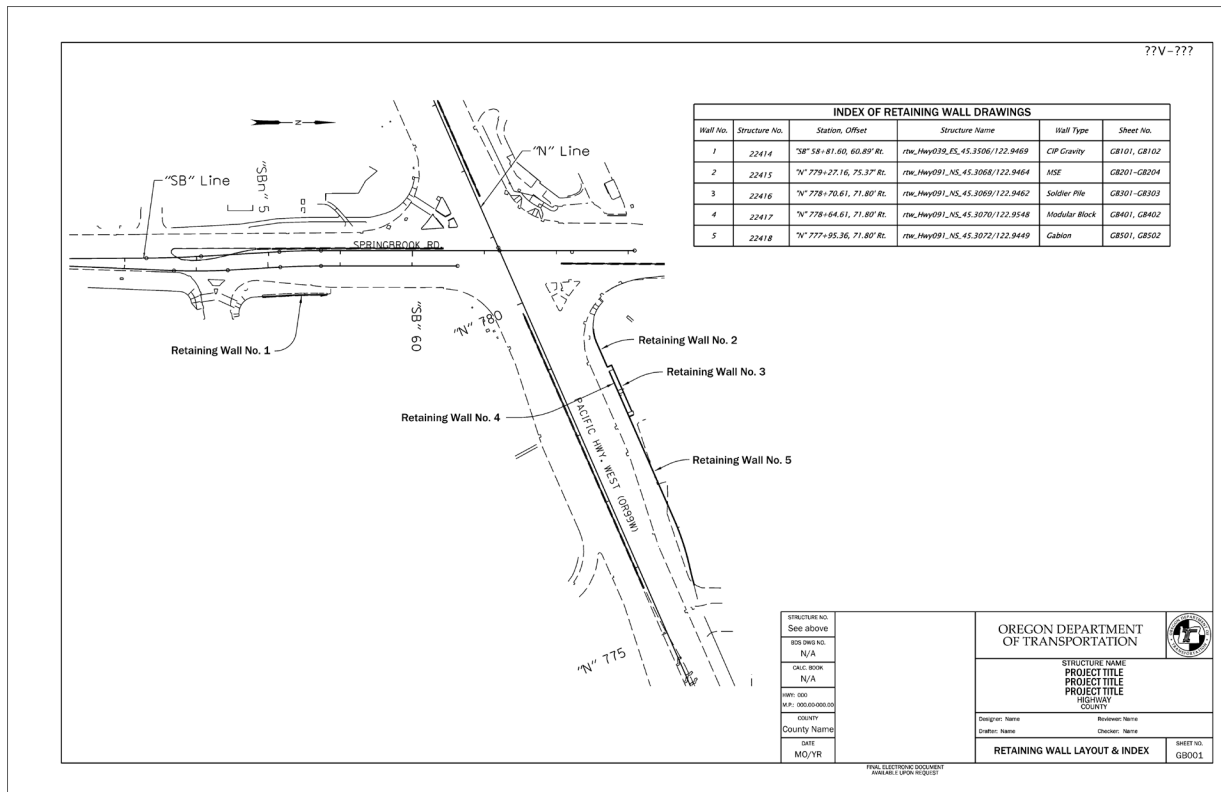 ??V-???
INDEX OF RETAINING WALL DRAWINGS
Wall No. Structure No. Station, Offset Structure Name Wall Type Sheet No.
1 22414 "SB" 58+81.60, 60.89' Rt. rtw_Hwy039_ES_45.3506/122.9469 CIP Gravity GB101, GB102
2 22415 "N" 779+27.16, 75.37' Rt. rtw_Hwy091_NS_45.3068/122.9464 MSE GB201-GB204
3 22416 "N" 778+70.61, 71.80' Rt. rtw_Hwy091_NS_45.3069/122.9462 Soldier Pile GB301-GB303
4 22417 "N" 778+64.61, 71.80' Rt. rtw_Hwy091_NS_45.3070/122.9548 Modular Block GB401, GB402
5 22418 "N" 777+95.36, 71.80' Rt. rtw_Hwy091_NS_45.3072/122.9449 Gabion GB501, GB502
N
"N" Line
"SB" Line
"SBn" 5
SPRINGBROOK RD.
"SB" 60
"N" 780
Retaining Wall No. 1
Retaining Wall No. 2
Retaining Wall No. 3
Retaining Wall No. 4
PACIFIC HWY. WEST (OR99W)
Retaining Wall No. 5
"N" 775
STRUCTURE NO.
See above
BDS DWG NO.
N/A
CALC. BOOK
N/A
HWY: 000
M.P.: 000.00-000.00
COUNTY
County Name
DATE
MO/YR
OREGON DEPARTMENT
OF TRANSPORTATION
OREGON DEPARTMENT OF TRANSPORTATION
STRUCTURE NAME
PROJECT TITLE
PROJECT TITLE
PROJECT TITLE
HIGHWAY
COUNTY
Designer: Name Reviewer: Name
Drafter: Name Checker: Name
RETAINING WALL LAYOUT & INDEX
SHEET NO.
GB001
FINAL ELECTRONIC DOCUMENT
AVAILABLE UPON REQUEST